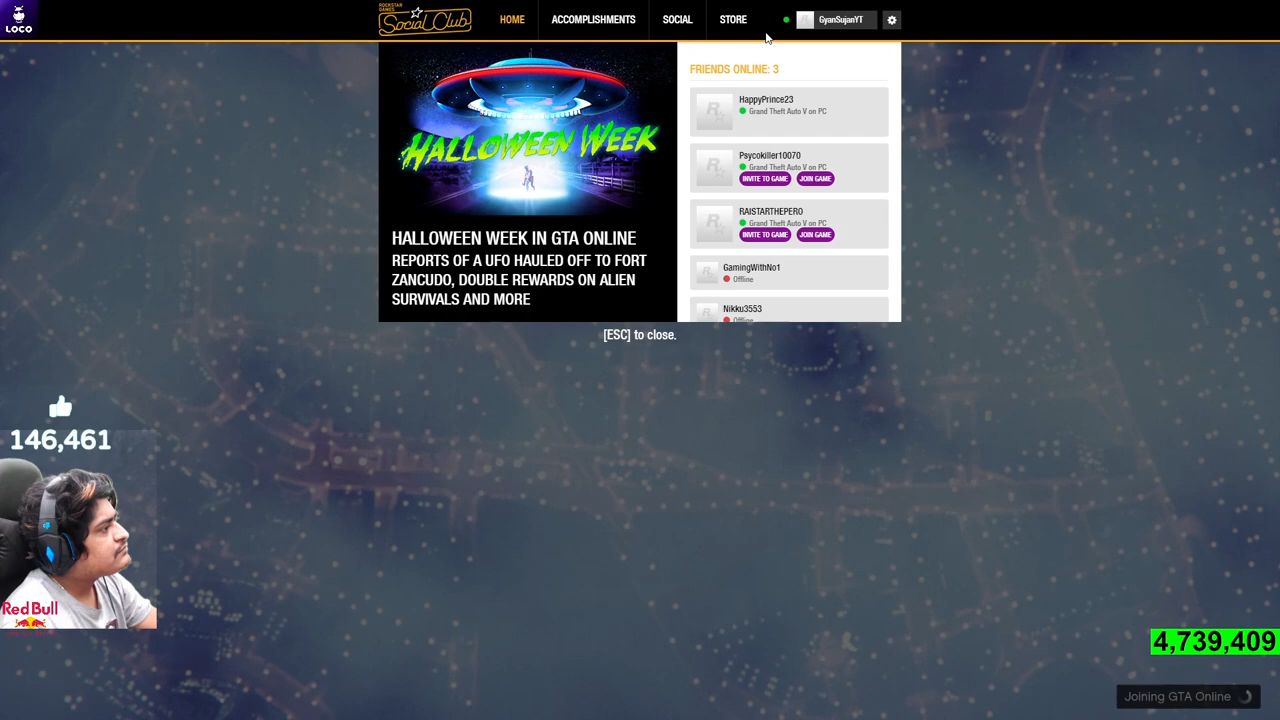 LOCO
ROCKSTAR
GAMES
Social Club
HOME
ACCOMPLISHMENTS
SOCIAL
STORE
GyanSujanYT
HALLOWEEN WEEK
HALLOWEEN WEEK IN GTA ONLINE
REPORTS OF A UFO HAULED OFF TO FORT
ZANCUDO, DOUBLE REWARDS ON ALIEN
SURVIVALS AND MORE
FRIENDS ONLINE: 3
HappyPrince23
Grand Theft Auto V on PC
Psycokiller10070
Grand Theft Auto V on PC
INVITE TO GAME
JOIN GAME
RAISTARTHEPERO
Grand Theft Auto V on PC
INVITE TO GAME
JOIN GAME
GamingWithNo1
Offline
Nikku3553
Offline
[ESC] to close.
146,461
Red Bull
4,739,409
Joining GTA Online